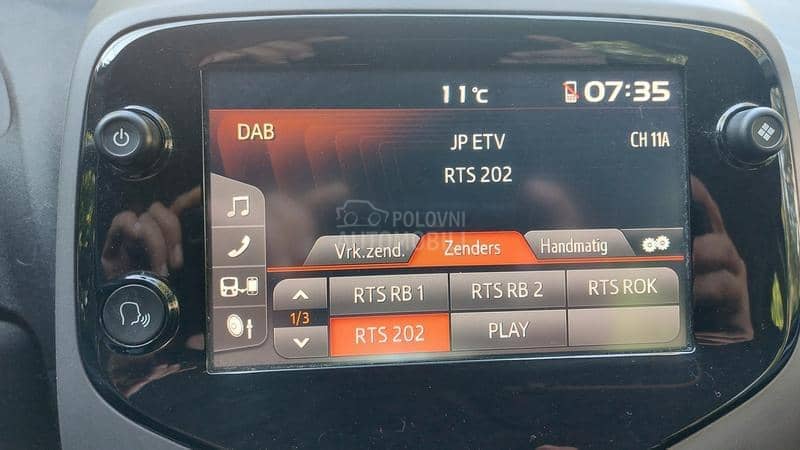 11°C 07:35
DAB JP ETV CH 11A
RTS 202
POLOVNI
AUTOMOBILI
Vrk.zend. Zenders Handmatig
RTS RB 1 RTS RB 2 RTS ROK
1/3
RTS 202 PLAY